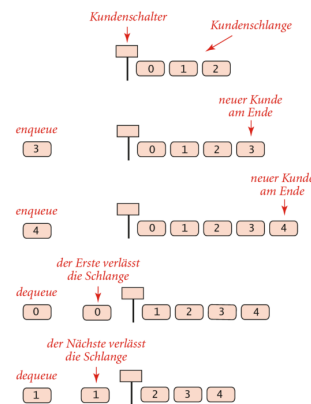 Kundenschalter
Kundenschlange
0 1 2
neuer Kunde
am Ende
enqueue
3 0 1 2 3
neuer Kunde
am Ende
enqueue
4 0 1 2 3 4
der Erste verlässt
die Schlange
dequeue
0 0 1 2 3 4
der Nächste verlässt
die Schlange
dequeue
1 1 2 3 4